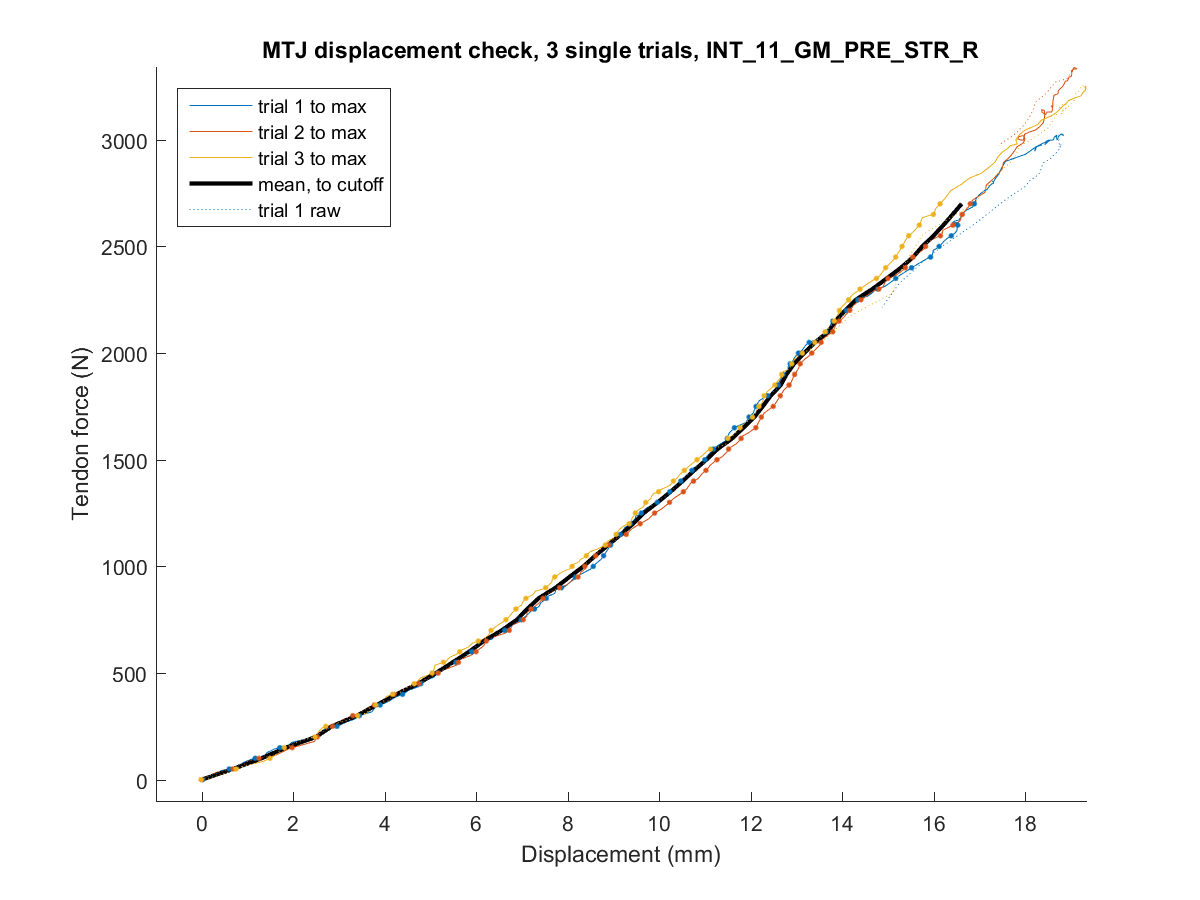 MTJ displacement check, 3 single trials, INT_11_GM_PRE_STR_R
trial 1 to max
trial 2 to max
trial 3 to max
mean, to cutoff
trial 1 raw
3000
2500
2000
1500
1000
500
0
Tendon force (N)
0 2 4 6 8 10 12 14 16 18
Displacement (mm)